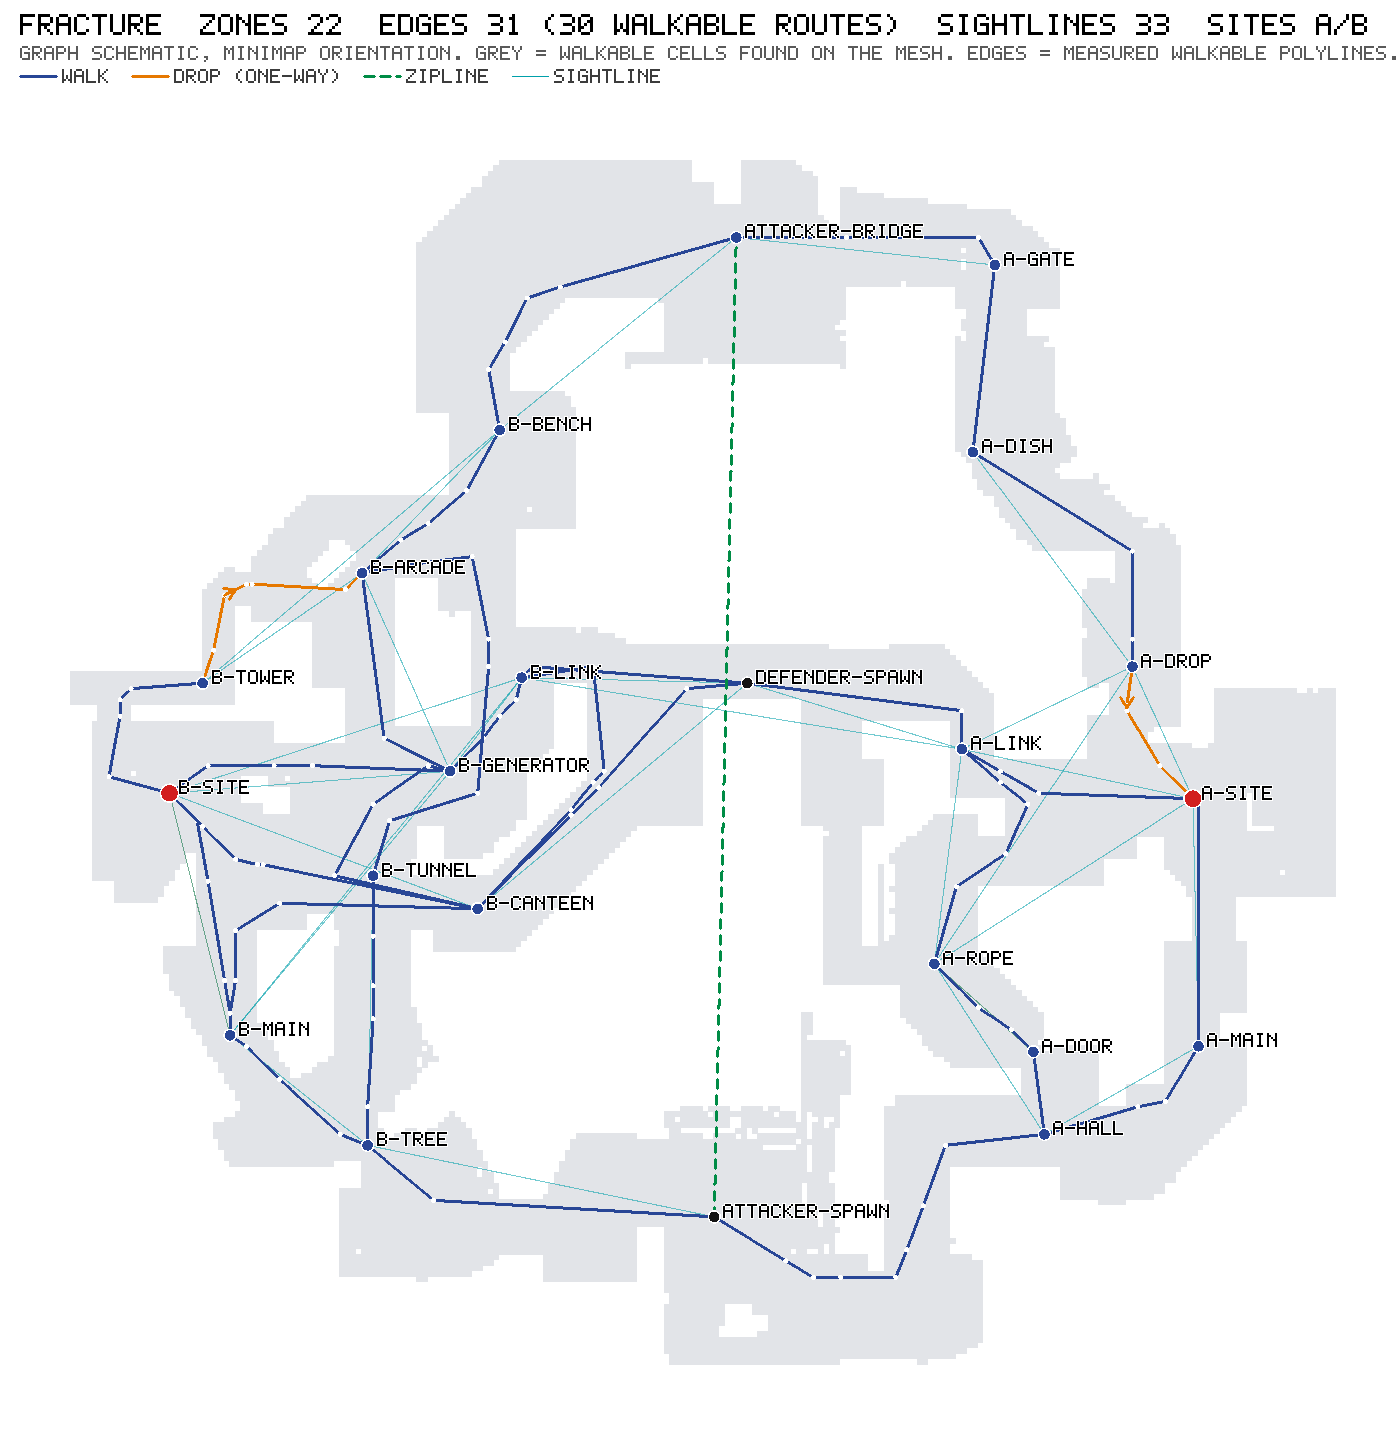 FRACTURE  ZONES 22  EDGES 31 (30 WALKABLE ROUTES)  SIGHTLINES 33  SITES A/B
GRAPH SCHEMATIC, MINIMAP ORIENTATION. GREY = WALKABLE CELLS FOUND ON THE MESH. EDGES = MEASURED WALKABLE POLYLINES.
WALK  DROP (ONE-WAY)  ZIPLINE  SIGHTLINE
ATTACKER-BRIDGE
A-GATE
B-BENCH
A-DISH
B-ARCADE
A-DROP
B-LINK
B-TOWER
DEFENDER-SPAWN
A-LINK
B-GENERATOR
B-SITE
A-SITE
B-TUNNEL
B-CANTEEN
A-ROPE
B-MAIN
A-DOOR
A-MAIN
A-HALL
B-TREE
ATTACKER-SPAWN